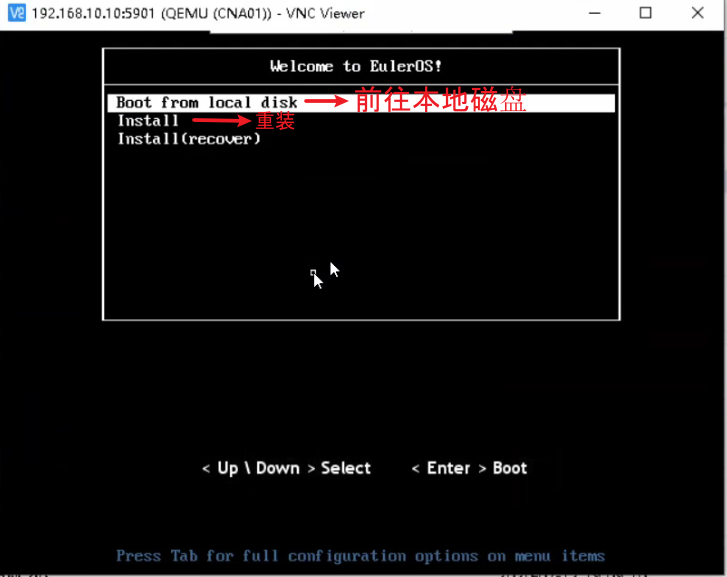 192.168.10.10:5901 (QEMU (CNA01)) - VNC Viewer
Welcome to EulerOS!
Boot from local disk 前往本地磁盘
Install 重装
Install(recover)
< Up \ Down > Select < Enter > Boot
Press Tab for full configuration options on menu items